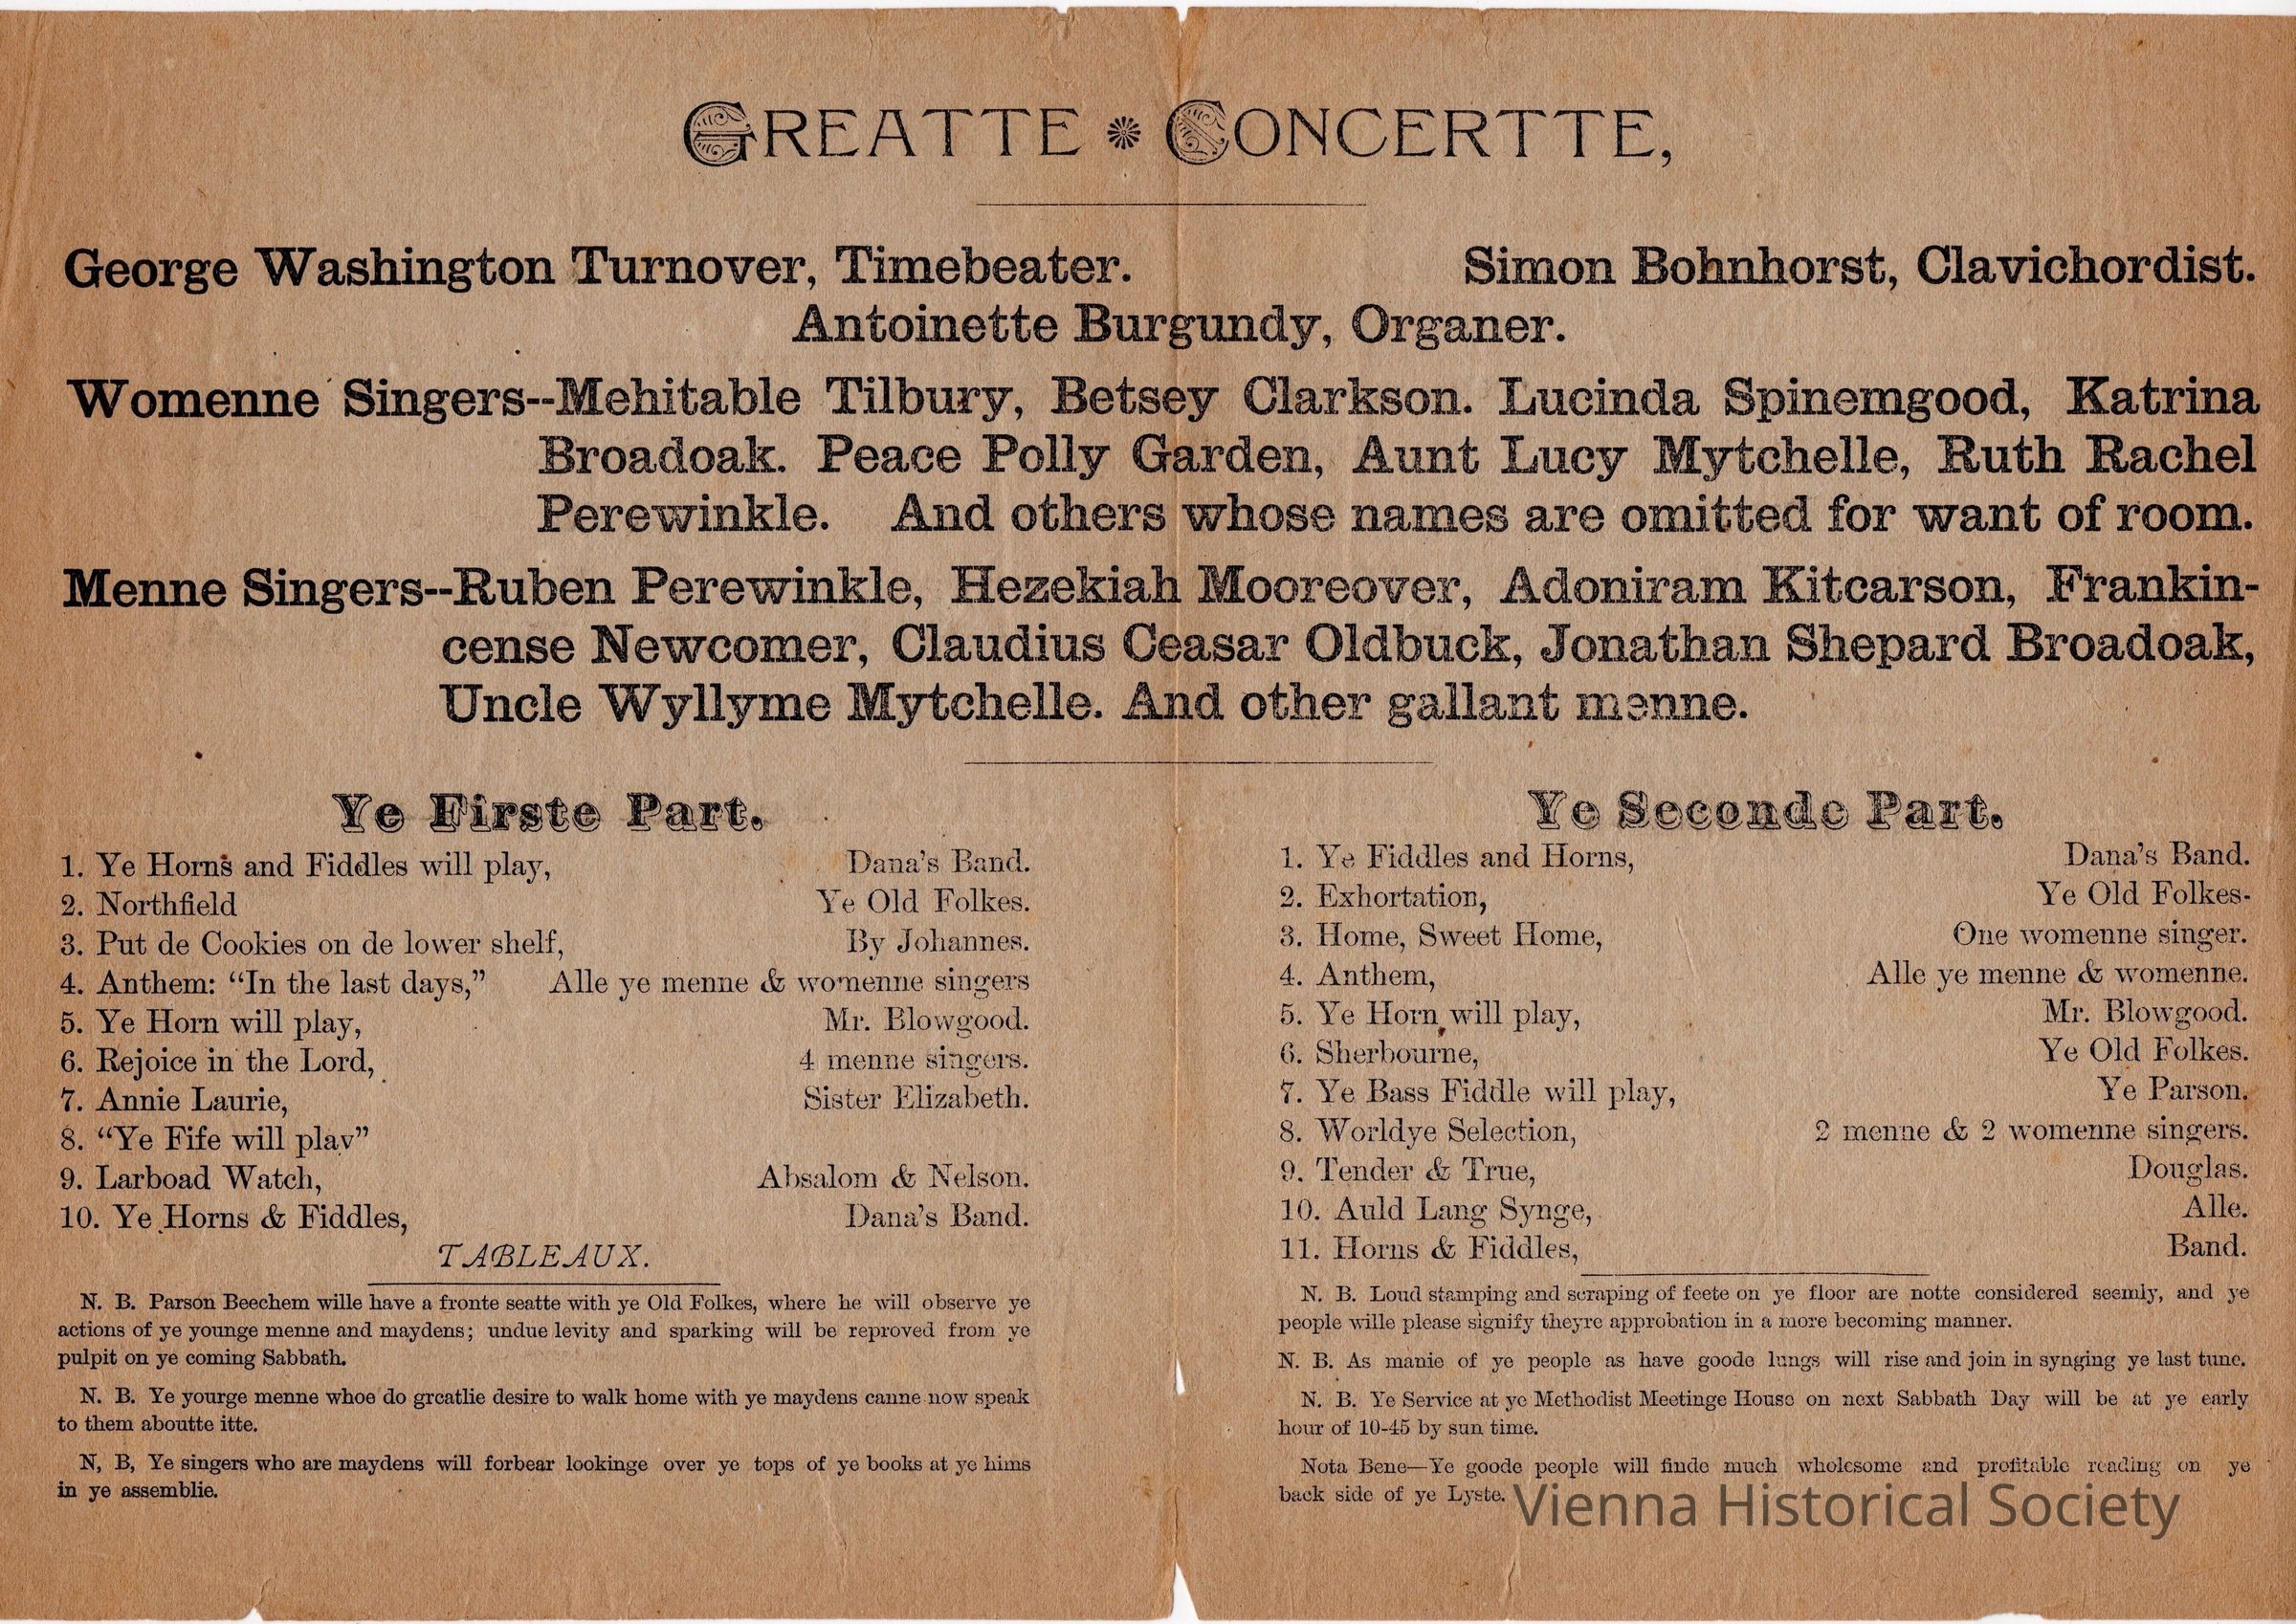 GREATTE CONCERTTE,
George Washington Turnover, Timebeater. Simon Bohnhorst, Clavichordist.
Antoinette Burgundy, Organer.
Womenne Singers--Mehitable Tilbury, Betsey Clarkson. Lucinda Spinemgood, Katrina
Broadoak. Peace Polly Garden, Aunt Lucy Mytchelle, Ruth Rachel
Perewinkle. And others whose names are omitted for want of room.
Menne Singers--Ruben Perewinkle, Hezekiah Mooreover, Adoniram Kitcarson, Frankin-
cense Newcomer, Claudius Ceasar Oldbuck, Jonathan Shepard Broadoak,
Uncle Wyllyme Mytchelle. And other gallant menne.
Ye Firste Part.
1. Ye Horns and Fiddles will play, Dana's Band.
2. Northfield Ye Old Folkes.
3. Put de Cookies on de lower shelf, By Johannes.
4. Anthem: "In the last days," Alle ye menne & womenne singers
5. Ye Horn will play, Mr. Blowgood.
6. Rejoice in the Lord, 4 menne singers.
7. Annie Laurie, Sister Elizabeth.
8. "Ye Fife will play"
9. Larboad Watch, Absalom & Nelson.
10. Ye Horns & Fiddles, Dana's Band.
TABLEAUX.
N. B. Parson Beechem wille have a fronte seatte with ye Old Folkes, where he will observe ye
actions of ye younge menne and maydens; undue levity and sparking will be reproved from ye
pulpit on ye coming Sabbath.
N. B. Ye yourge menne whoe do greatlie desire to walk home with ye maydens canne now speak
to them aboutte itte.
N, B, Ye singers who are maydens will forbear lookinge over ye tops of ye books at ye hims
in ye assemblie.
Ye Seconde Part.
1. Ye Fiddles and Horns, Dana's Band.
2. Exhortation, Ye Old Folkes-
3. Home, Sweet Home, One womenne singer.
4. Anthem, Alle ye menne & womenne.
5. Ye Horn will play, Mr. Blowgood.
6. Sherbourne, Ye Old Folkes.
7. Ye Bass Fiddle will play, Ye Parson.
8. Worldye Selection, 2 menne & 2 womenne singers.
9. Tender & True, Douglas.
10. Auld Lang Synge, Alle.
11. Horns & Fiddles, Band.
N. B. Loud stamping and scraping of feete on ye floor are notte considered seemly, and ye
people wille please signify theyre approbation in a more becoming manner.
N. B. As manie of ye people as have goode lungs will rise and join in synging ye last tune.
N. B. Ye Service at ye Methodist Meetinge House on next Sabbath Day will be at ye early
hour of 10-45 by sun time.
Nota Bene—Ye goode people will finde much wholesome and profitable reading on ye
back side of ye Lyste.
Vienna Historical Society